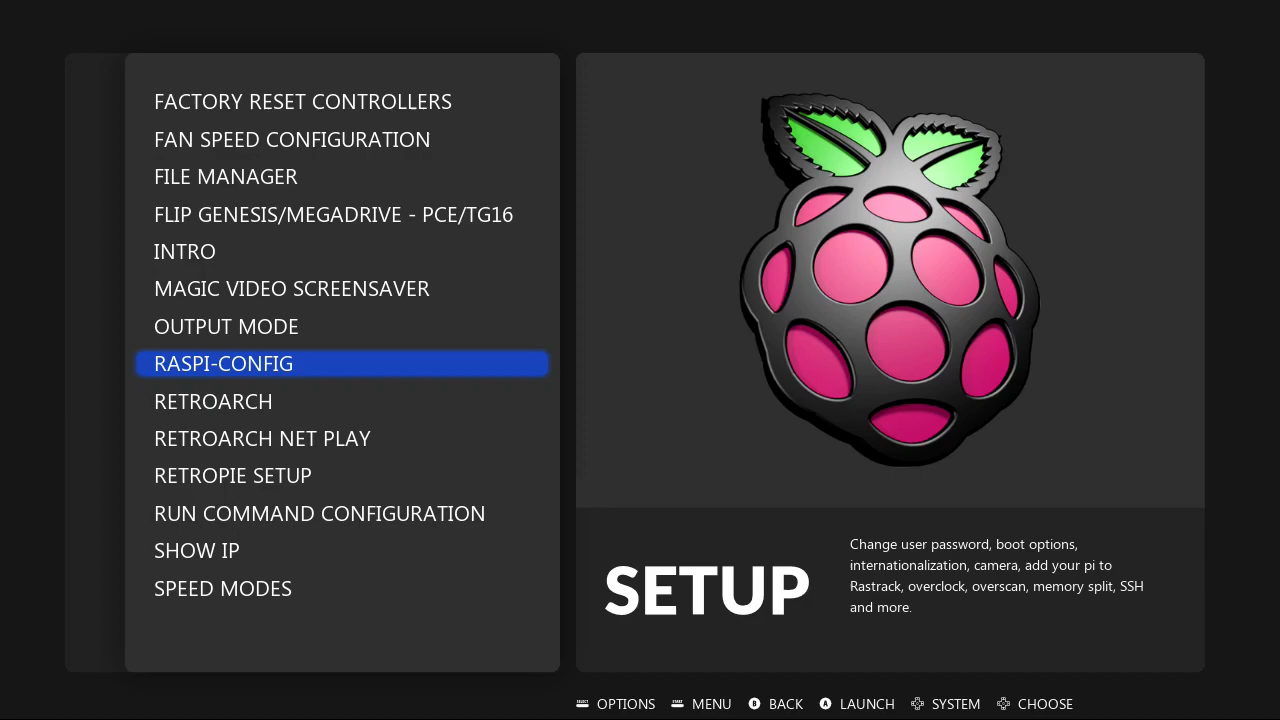 FACTORY RESET CONTROLLERS
FAN SPEED CONFIGURATION
FILE MANAGER
FLIP GENESIS/MEGADRIVE - PCE/TG16
INTRO
MAGIC VIDEO SCREENSAVER
OUTPUT MODE
RASPI-CONFIG
RETROARCH
RETROARCH NET PLAY
RETROPIE SETUP
RUN COMMAND CONFIGURATION
SHOW IP
SPEED MODES
SETUP
Change user password, boot options,
internationalization, camera, add your pi to
Rastrack, overclock, overscan, memory split, SSH
and more.
SELECT OPTIONS START MENU B BACK A LAUNCH SYSTEM CHOOSE